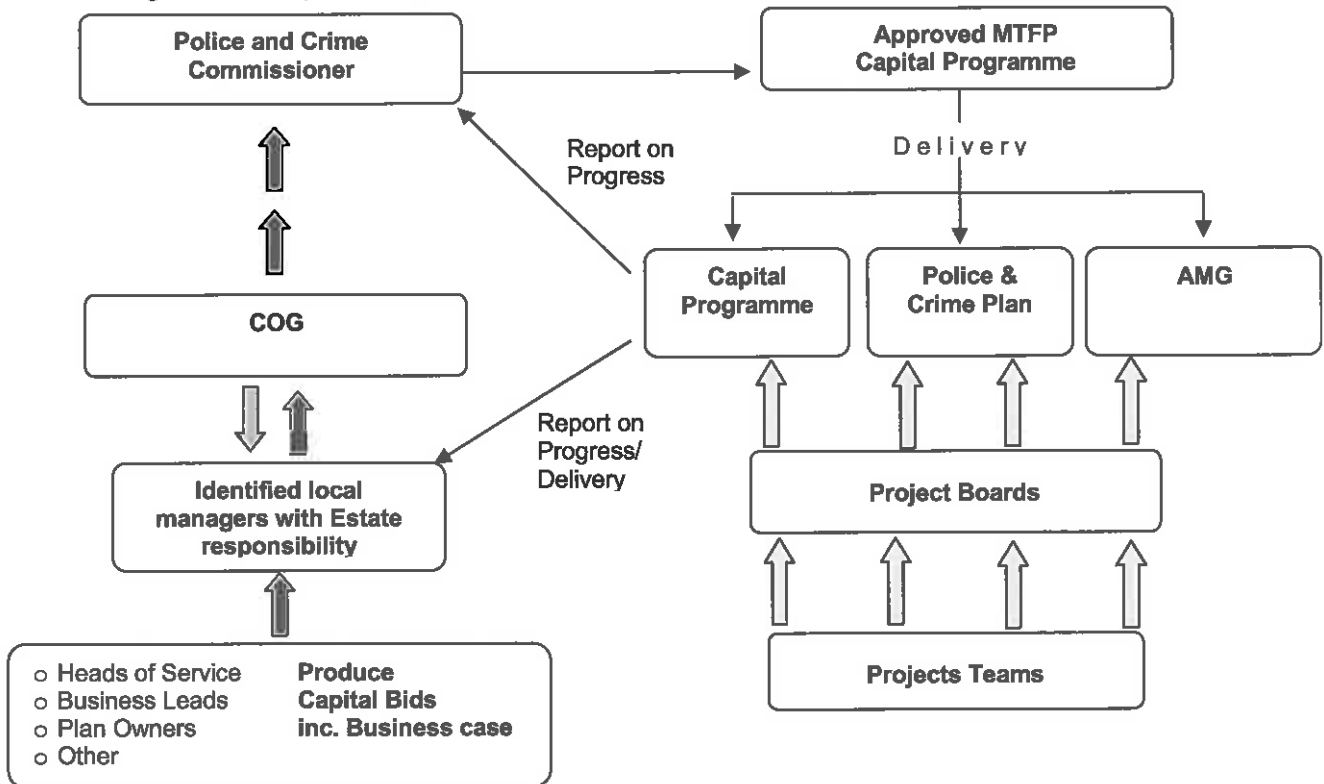 Police and Crime
Commissioner
Approved MTFP
Capital Programme
Report on
Progress
Delivery
Capital
Programme
Police &
Crime Plan
AMG
COG
Report on
Progress/
Delivery
Identified local
managers with Estate
responsibility
Project Boards
○ Heads of Service
○ Business Leads
○ Plan Owners
○ Other
Produce
Capital Bids
inc. Business case
Projects Teams